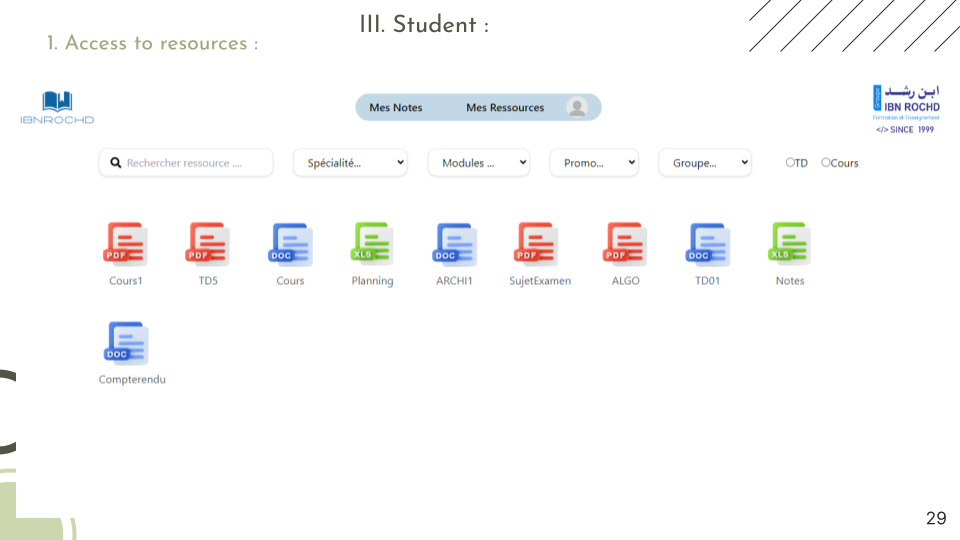 III. Student :
1. Access to resources :
IBNROCHD
Mes Notes Mes Ressources
Groupe
ابن رشد
IBN ROCHD
Formation et Enseignement
</> SINCE 1999
Rechercher ressource ....
Spécialité...
Modules ...
Promo...
Groupe...
TD
Cours
PDF PDF DOC XLS DOC PDF PDF DOC XLS
Cours1 TD5 Cours Planning ARCHI1 SujetExamen ALGO TD01 Notes
DOC
Compterendu
29